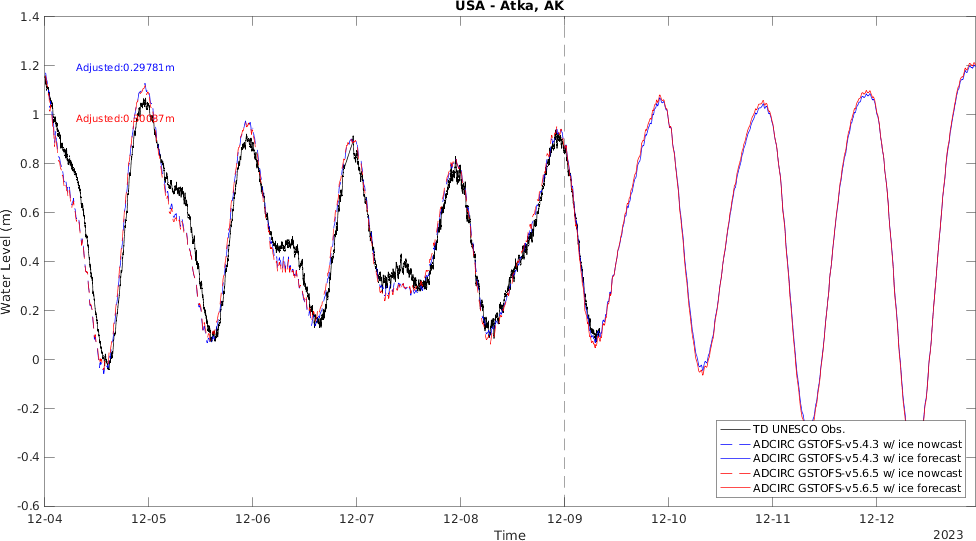 USA - Atka, AK
1.4
1.2
1
0.8
0.6
0.4
0.2
0
-0.2
-0.4
-0.6
Water Level (m)
Adjusted:0.29781m
TD UNESCO Obs.
ADCIRC GSTOFS-v5.4.3 w/ ice nowcast
ADCIRC GSTOFS-v5.4.3 w/ ice forecast
ADCIRC GSTOFS-v5.6.5 w/ ice nowcast
ADCIRC GSTOFS-v5.6.5 w/ ice forecast
12-04 12-05 12-06 12-07 12-08 12-09 12-10 12-11 12-12
Time
2023